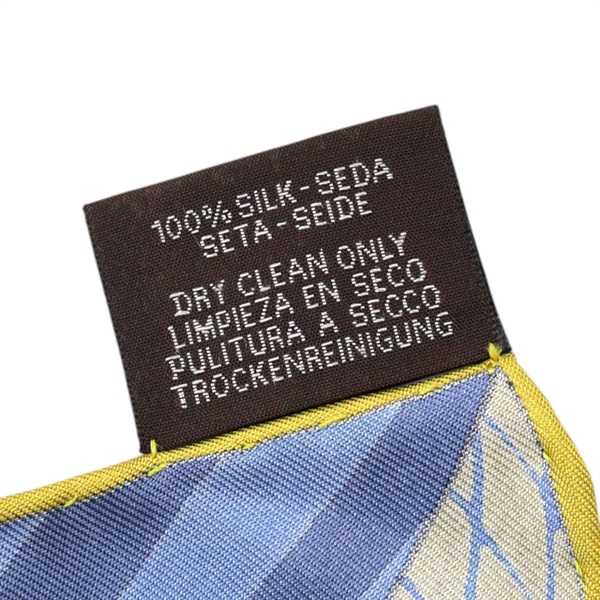 100% SILK-SEDA
SETA-SEIDE
DRY CLEAN ONLY
LIMPIEZA EN SECO
PULITURA A SECCO
TROCKENREINIGUNG